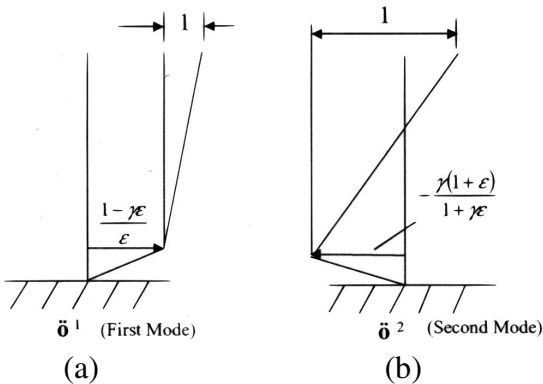 1
1
1 − γε
ε
− γ(1 + ε)
1 + γε
ö 1 (First Mode)
ö 2 (Second Mode)
(a)
(b)